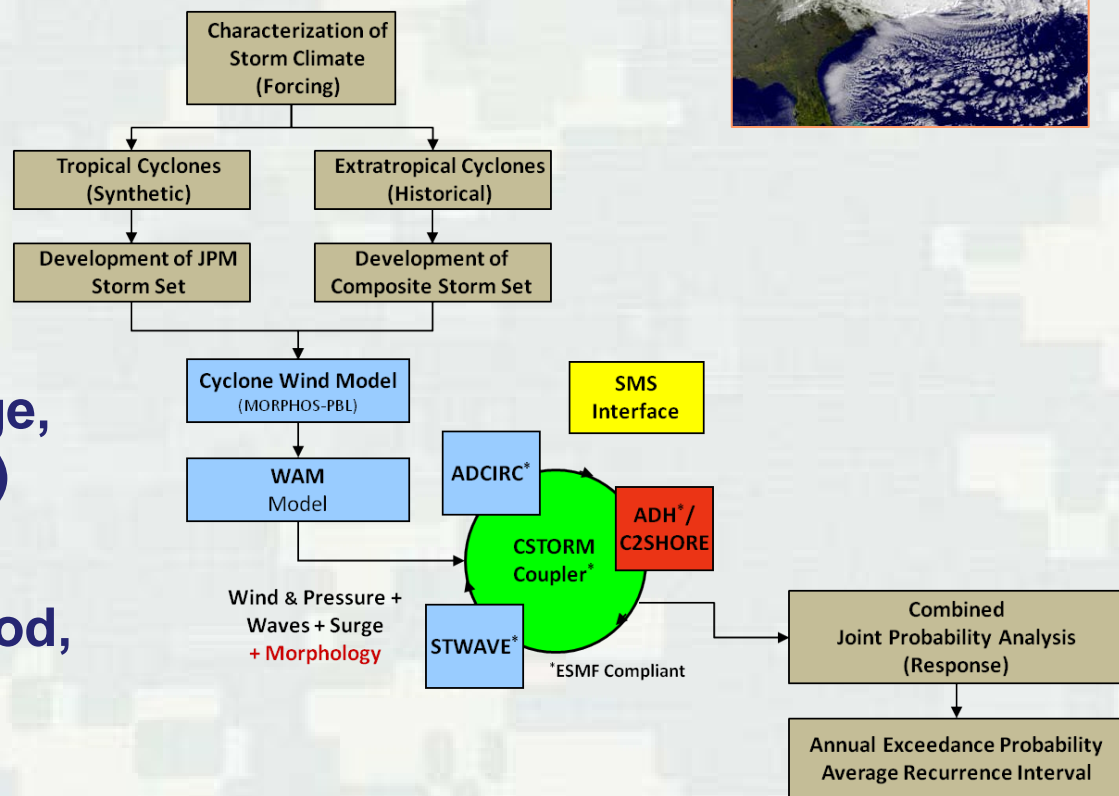 Characterization of
Storm Climate
(Forcing)
Tropical Cyclones
(Synthetic)
Extratropical Cyclones
(Historical)
Development of JPM
Storm Set
Development of
Composite Storm Set
Cyclone Wind Model
(MORPHOS-PBL)
WAM
Model
SMS
Interface
ADCIRC*
ADH*/
C2SHORE
CSTORM
Coupler*
STWAVE*
*ESMF Compliant
Wind & Pressure +
Waves + Surge
+ Morphology
Combined
Joint Probability Analysis
(Response)
Annual Exceedance Probability
Average Recurrence Interval
ge,
)
od,